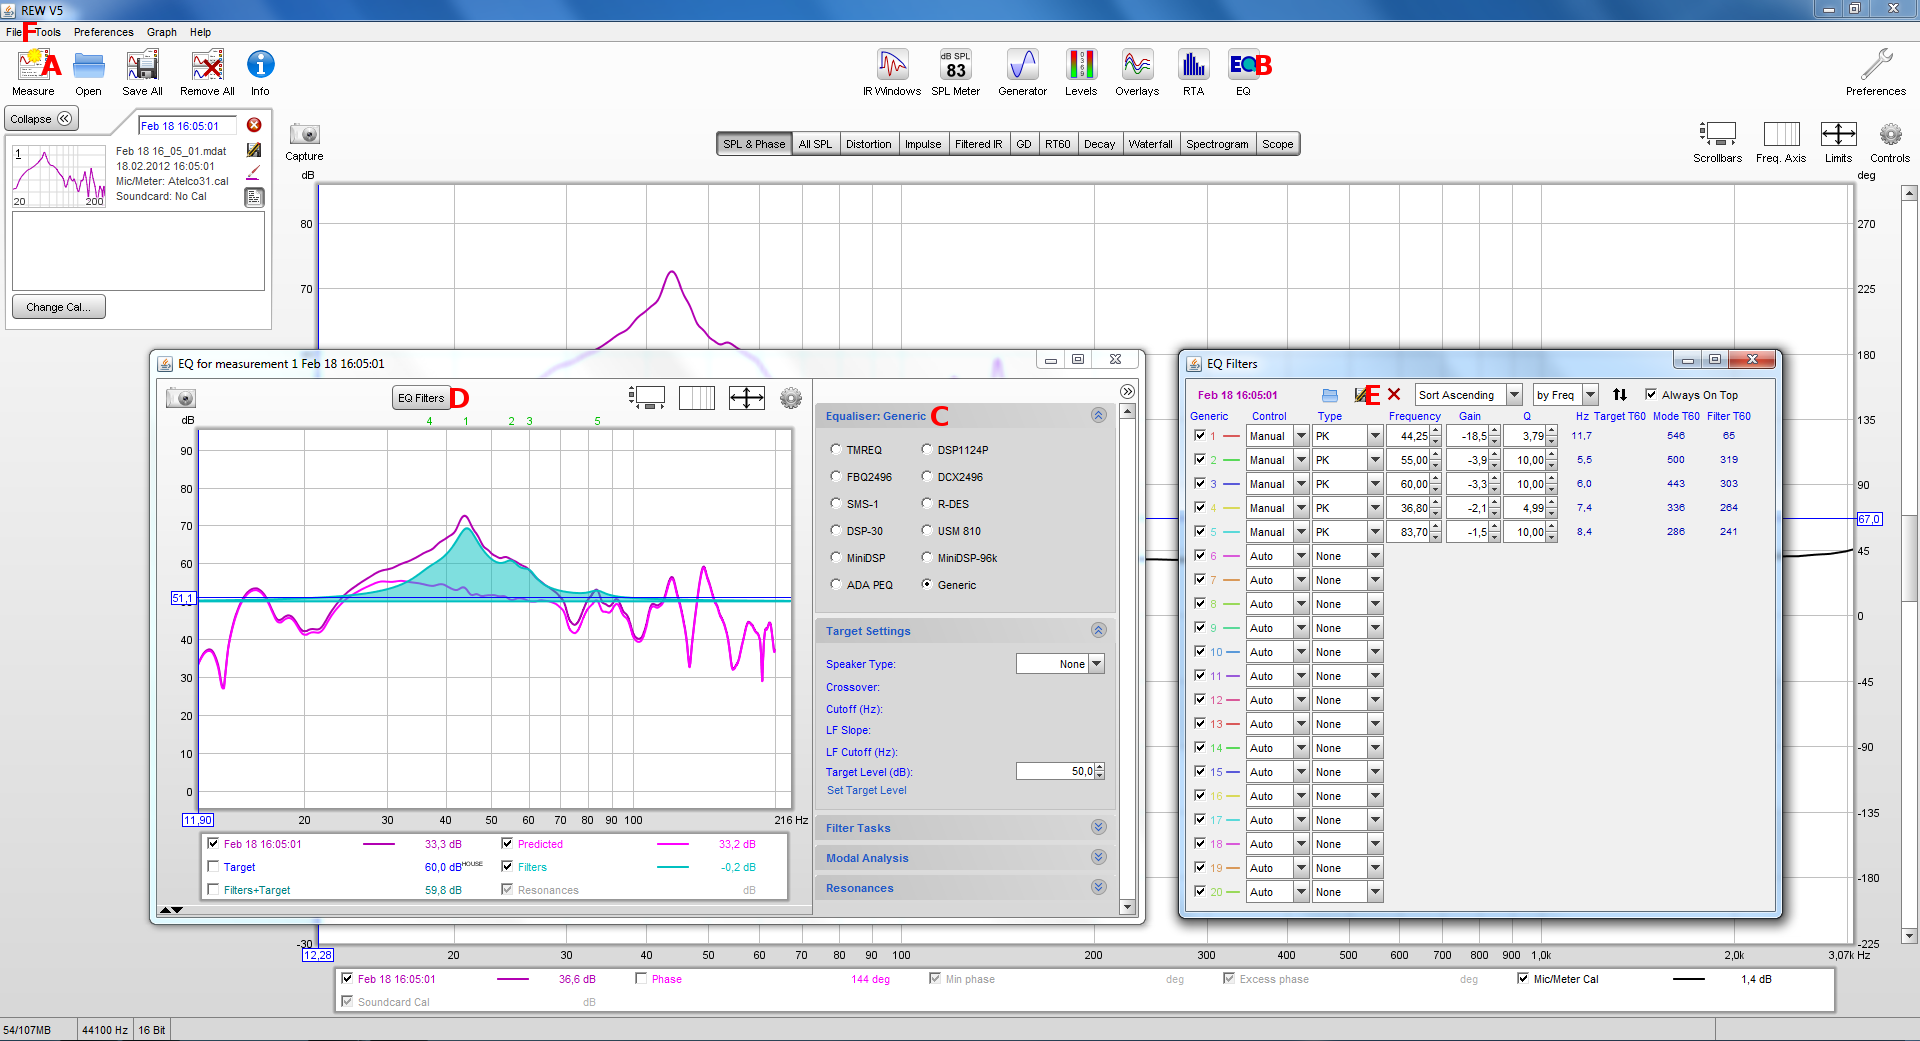 REW V5
File F Tools Preferences Graph Help
A B
Measure Open Save All Remove All Info IR Windows dB SPL 83 SPL Meter Generator Levels Overlays RTA EQ Preferences
Collapse
Feb 18 16:05:01
1
20 200
Feb 18 16_05_01.mdat
18.02.2012 16:05:01
Mic/Meter: Atelco31.cal
Soundcard: No Cal
Change Cal...
Capture
SPL & Phase All SPL Distortion Impulse Filtered IR GD RT60 Decay Waterfall Spectrogram Scope
Scrollbars Freq. Axis Limits Controls
dB deg
80 270
70 225
180
135
90
67,0
45
0
-45
-90
-135
-180
-30 -225
EQ for measurement 1 Feb 18 16:05:01
EQ Filters D
dB 4 1 2 3 5
90
80
70
60
51,1
40
30
20
10
0
11,90 20 30 40 50 60 70 80 90 100 216 Hz
Feb 18 16:05:01 33,3 dB Predicted 33,2 dB
Target 60,0 dB HOUSE Filters -0,2 dB
Filters+Target 59,8 dB Resonances dB
Equaliser: Generic C
TMREQ DSP1124P
FBQ2496 DCX2496
SMS-1 R-DES
DSP-30 USM 810
MiniDSP MiniDSP-96k
ADA PEQ Generic
Target Settings
Speaker Type: None
Crossover:
Cutoff (Hz):
LF Slope:
LF Cutoff (Hz):
Target Level (dB): 50,0
Set Target Level
Filter Tasks
Modal Analysis
Resonances
EQ Filters
Feb 18 16:05:01 E Sort Ascending by Freq Always On Top
Generic Control Type Frequency Gain Q Hz Target T60 Mode T60 Filter T60
1 Manual PK 44,25 -18,5 3,79 11,7 546 65
2 Manual PK 55,00 -3,9 10,00 5,5 500 319
3 Manual PK 60,00 -3,3 10,00 6,0 443 303
4 Manual PK 36,80 -2,1 4,99 7,4 336 264
5 Manual PK 83,70 -1,5 10,00 8,4 286 241
6 Auto None
7 Auto None
8 Auto None
9 Auto None
10 Auto None
11 Auto None
12 Auto None
13 Auto None
14 Auto None
15 Auto None
16 Auto None
17 Auto None
18 Auto None
19 Auto None
20 Auto None
12,28 20 30 40 50 60 70 80 90 100 200 300 400 500 600 700 800 900 1,0k 2,0k 3,07k Hz
Feb 18 16:05:01 36,6 dB Phase 144 deg Min phase deg Excess phase deg Mic/Meter Cal 1,4 dB
Soundcard Cal dB
54/107MB 44100 Hz 16 Bit